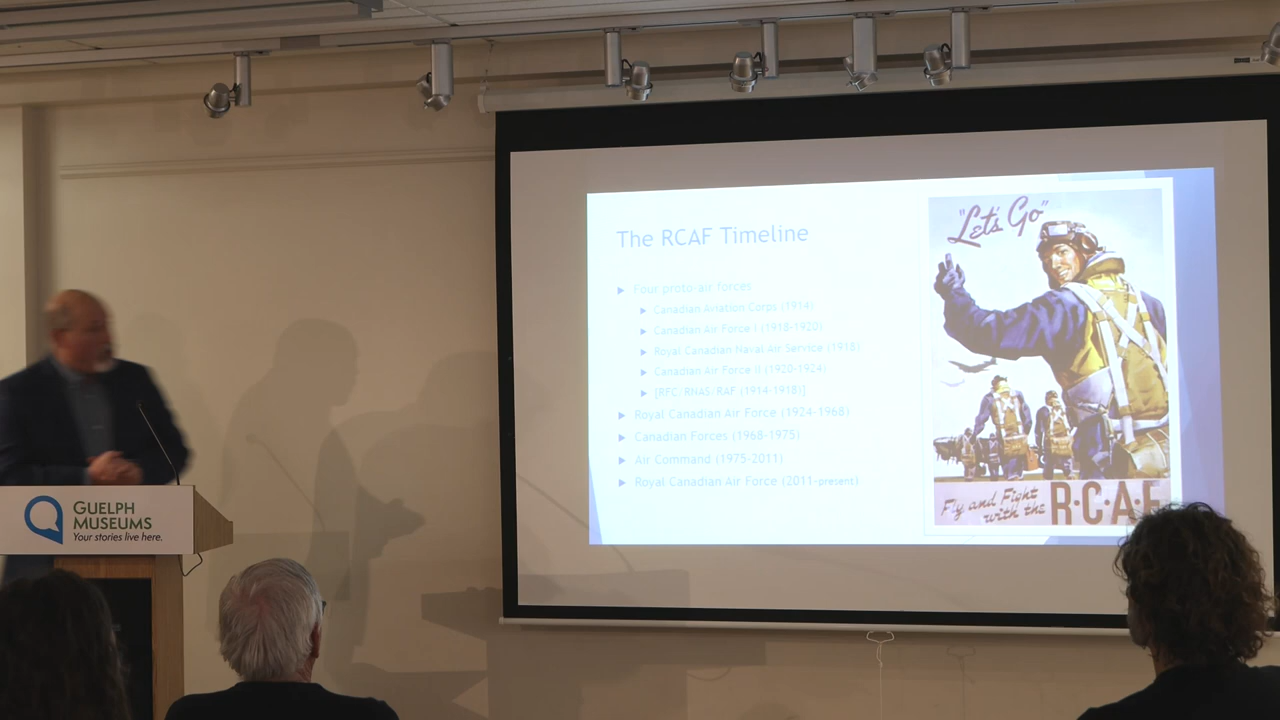 "Let's Go"
The RCAF Timeline
Four proto-air forces
Canadian Aviation Corps (1914)
Canadian Air Force I (1918-1920)
Royal Canadian Naval Air Service (1918)
Canadian Air Force II (1920-1924)
[RFC/RNAS/RAF (1914-1918)]
Royal Canadian Air Force (1924-1968)
Canadian Forces (1968-1975)
Air Command (1975-2011)
Royal Canadian Air Force (2011-present)
Fly and Fight
with the R·C·A·F
GUELPH
MUSEUMS
Your stories live here.